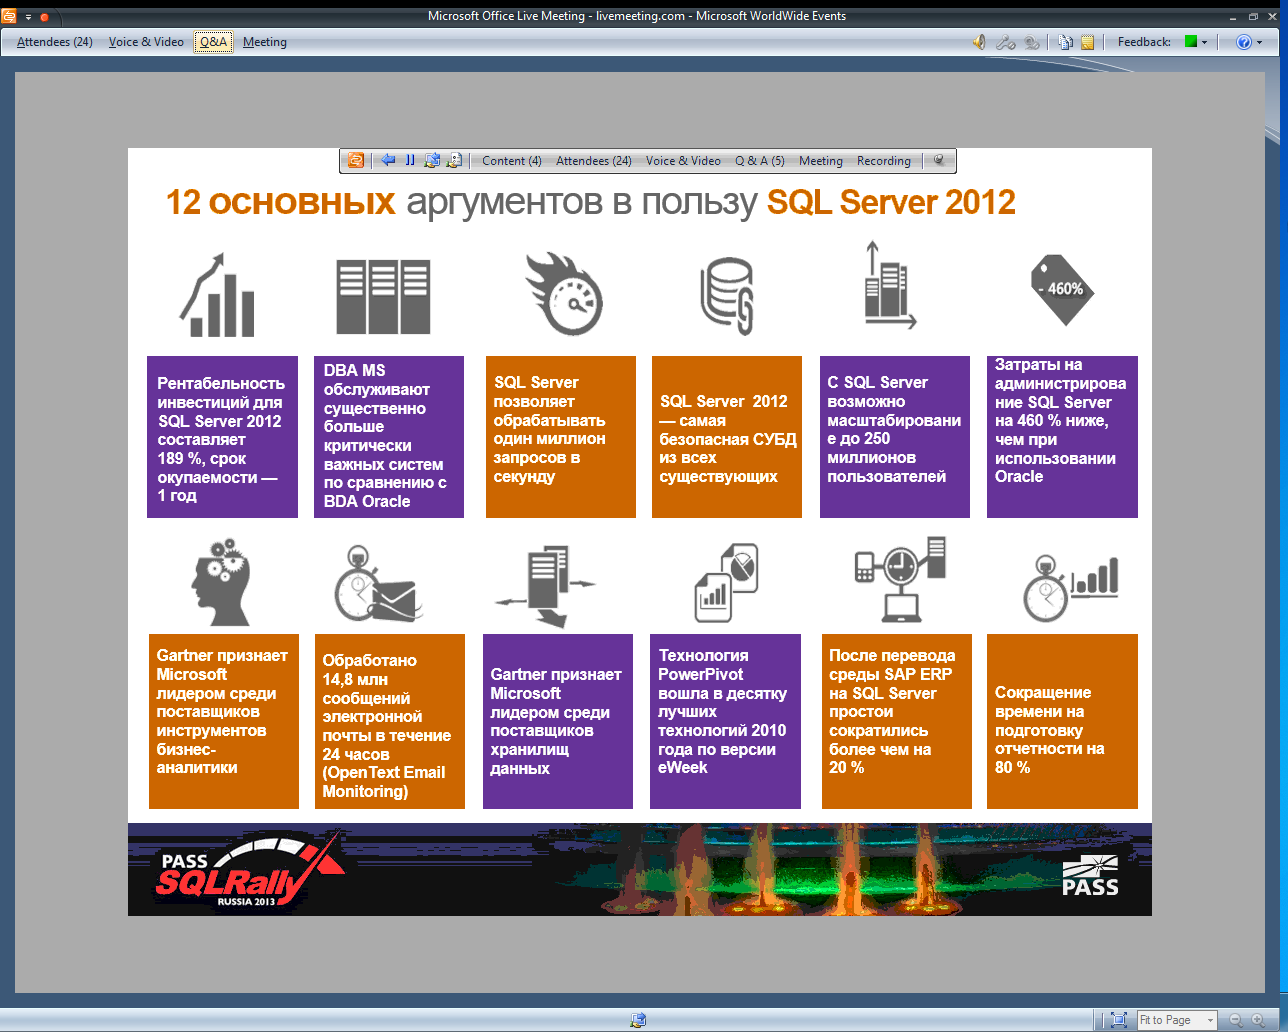 Microsoft Office Live Meeting - livemeeting.com - Microsoft WorldWide Events
Attendees (24) Voice & Video Q&A Meeting Feedback:
Content (4) Attendees (24) Voice & Video Q & A (5) Meeting Recording
12 основных аргументов в пользу SQL Server 2012
- 460%
Рентабельность
инвестиций для
SQL Server 2012
составляет
189 %, срок
окупаемости —
1 год
DBA MS
обслуживают
существенно
больше
критически
важных систем
по сравнению с
BDA Oracle
SQL Server
позволяет
обрабатывать
один миллион
запросов в
секунду
SQL Server 2012
— самая
безопасная СУБД
из всех
существующих
С SQL Server
возможно
масштабировани
е до 250
миллионов
пользователей
Затраты на
администрирова
ние SQL Server
на 460 % ниже,
чем при
использовании
Oracle
Gartner признает
Microsoft
лидером среди
поставщиков
инструментов
бизнес-
аналитики
Обработано
14,8 млн
сообщений
электронной
почты в течение
24 часов
(OpenText Email
Monitoring)
Gartner признает
Microsoft
лидером среди
поставщиков
хранилищ
данных
Технология
PowerPivot
вошла в десятку
лучших
технологий 2010
года по версии
eWeek
После перевода
среды SAP ERP
на SQL Server
простои
сократились
более чем на
20 %
Сокращение
времени на
подготовку
отчетности на
80 %
PASS
SQLRally
RUSSIA 2013
PASS
Fit to Page